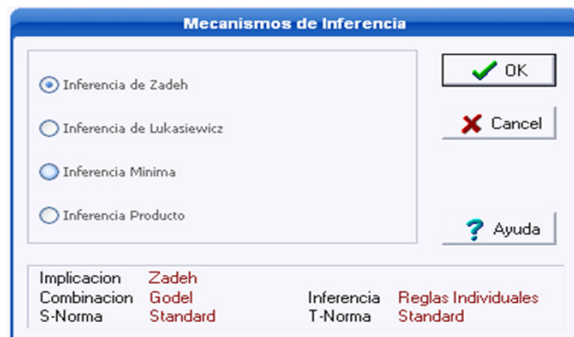 Mecanismos de Inferencia
Inferencia de Zadeh
Inferencia de Lukasiewicz
Inferencia Minima
Inferencia Producto
OK
Cancel
Ayuda
Implicacion Zadeh
Combinacion Godel Inferencia Reglas Individuales
S-Norma Standard T-Norma Standard